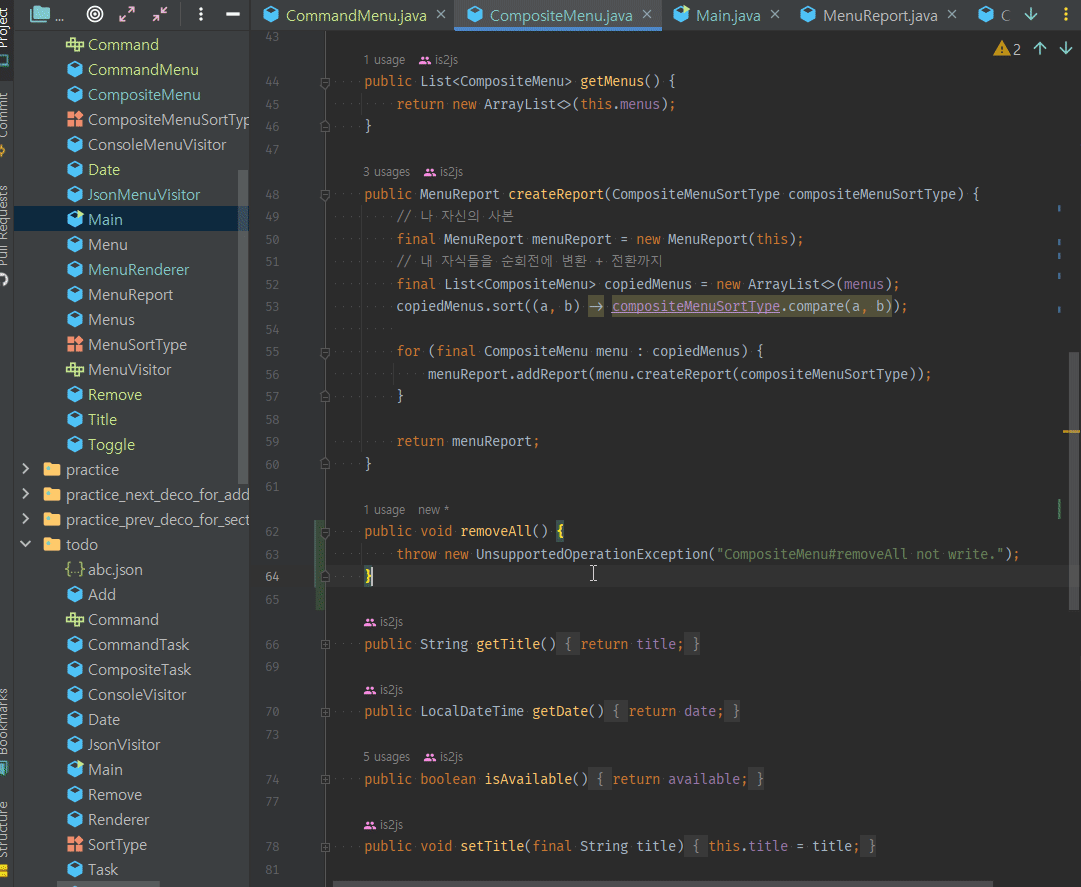 Project
Commit
Pull Requests
Bookmarks
Structure
...
CommandMenu.java
CompositeMenu.java
Main.java
MenuReport.java
C
Command
CommandMenu
CompositeMenu
CompositeMenuSortTyp
ConsoleMenuVisitor
Date
JsonMenuVisitor
Main
Menu
MenuRenderer
MenuReport
Menus
MenuSortType
MenuVisitor
Remove
Title
Toggle
practice
practice_next_deco_for_add
practice_prev_deco_for_sect
todo
abc.json
Add
Command
CommandTask
CompositeTask
ConsoleVisitor
Date
JsonVisitor
Main
Remove
Renderer
SortType
Task
2
43
1 usage is2js
44 public List<CompositeMenu> getMenus() {
45 return new ArrayList<>(this.menus);
46 }
47
3 usages is2js
48 public MenuReport createReport(CompositeMenuSortType compositeMenuSortType) {
49 // 나 자신의 사본
50 final MenuReport menuReport = new MenuReport(this);
51 // 내 자식들을 순회전에 변환 + 전환까지
52 final List<CompositeMenu> copiedMenus = new ArrayList<>(menus);
53 copiedMenus.sort((a, b) → compositeMenuSortType.compare(a, b));
54
55 for (final CompositeMenu menu : copiedMenus) {
56 menuReport.addReport(menu.createReport(compositeMenuSortType));
57 }
58
59 return menuReport;
60 }
61
1 usage new *
62 public void removeAll() {
63 throw new UnsupportedOperationException("CompositeMenu#removeAll not write.");
64 }
65
is2js
66 public String getTitle() { return title; }
69
is2js
70 public LocalDateTime getDate() { return date; }
73
5 usages is2js
74 public boolean isAvailable() { return available; }
77
is2js
78 public void setTitle(final String title) { this.title = title; }
81